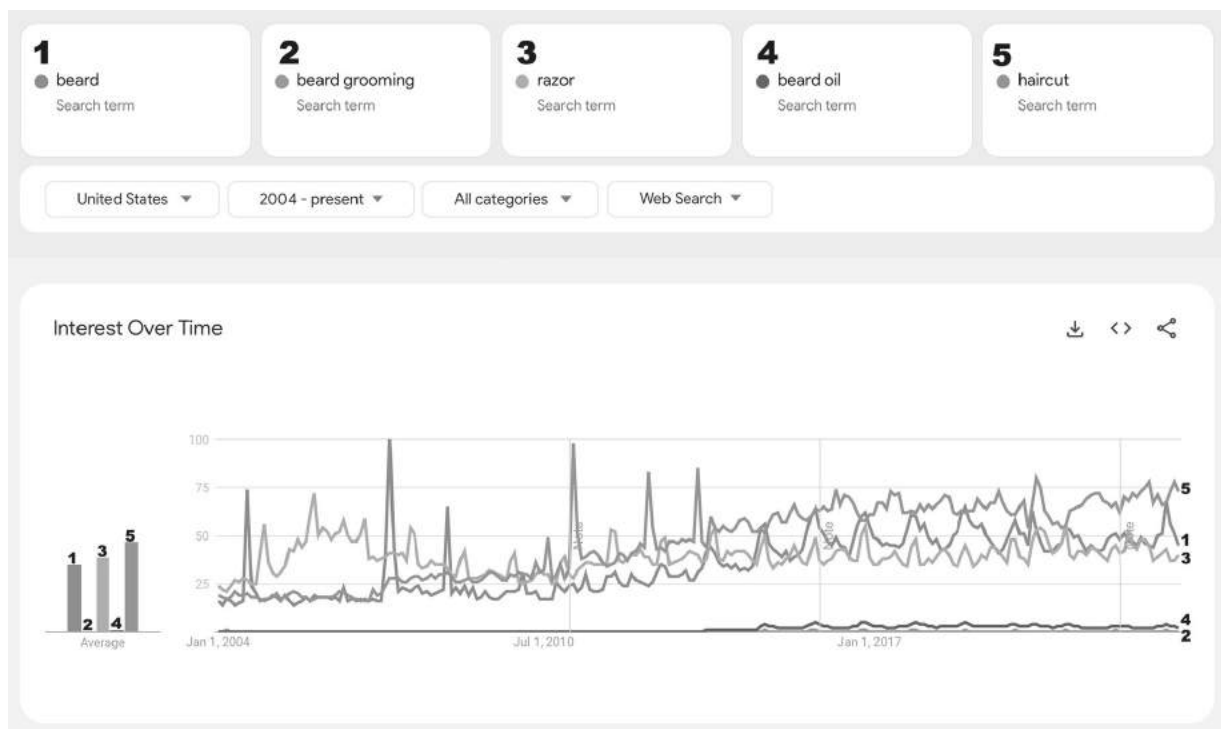 1
beard
Search term
2
beard grooming
Search term
3
razor
Search term
4
beard oil
Search term
5
haircut
Search term
United States
2004 - present
All categories
Web Search
Interest Over Time
100
75
50
25
Note
Note
Note
5
1
3
4
2
1
2
3
4
5
Average
Jan 1, 2004
Jul 1, 2010
Jan 1, 2017